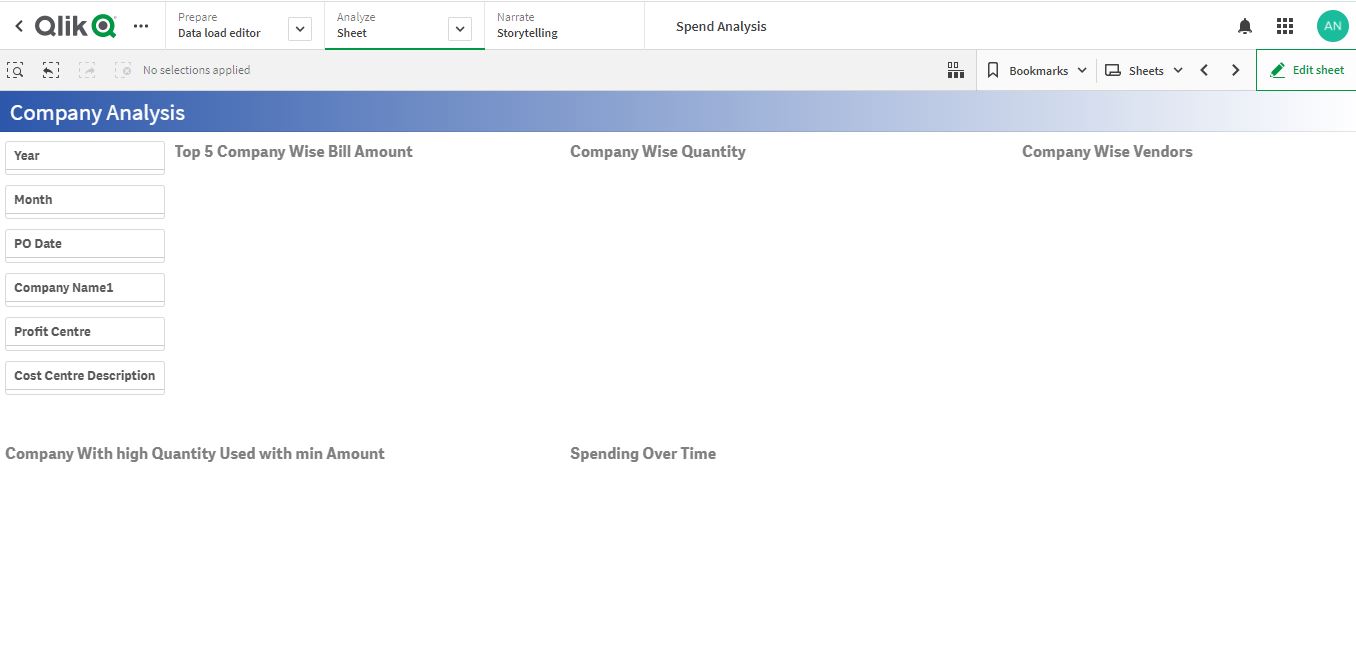 Qlik
Prepare
Data load editor
Analyze
Sheet
Narrate
Storytelling
Spend Analysis
AN
No selections applied
Bookmarks
Sheets
Edit sheet
Company Analysis
Year
Month
PO Date
Company Name1
Profit Centre
Cost Centre Description
Top 5 Company Wise Bill Amount
Company Wise Quantity
Company Wise Vendors
Company With high Quantity Used with min Amount
Spending Over Time